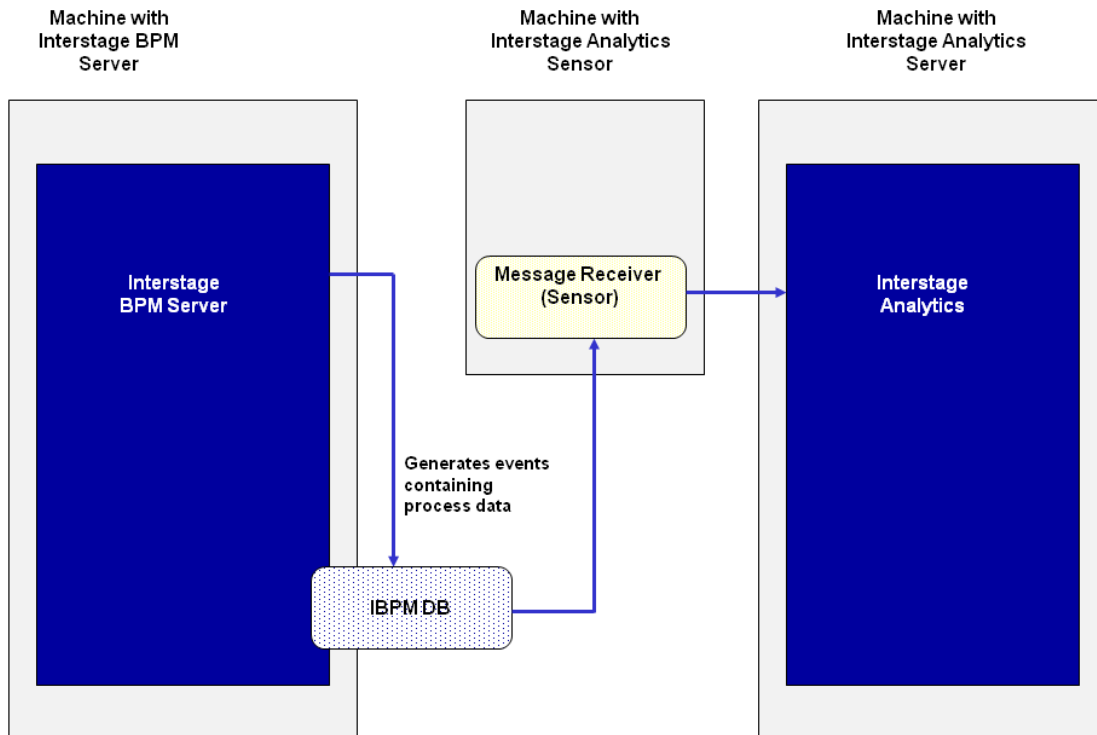 Machine with
Interstage BPM
Server
Machine with
Interstage Analytics
Sensor
Machine with
Interstage Analytics
Server
Interstage
BPM Server
Message Receiver
(Sensor)
Interstage
Analytics
Generates events
containing
process data
IBPM DB